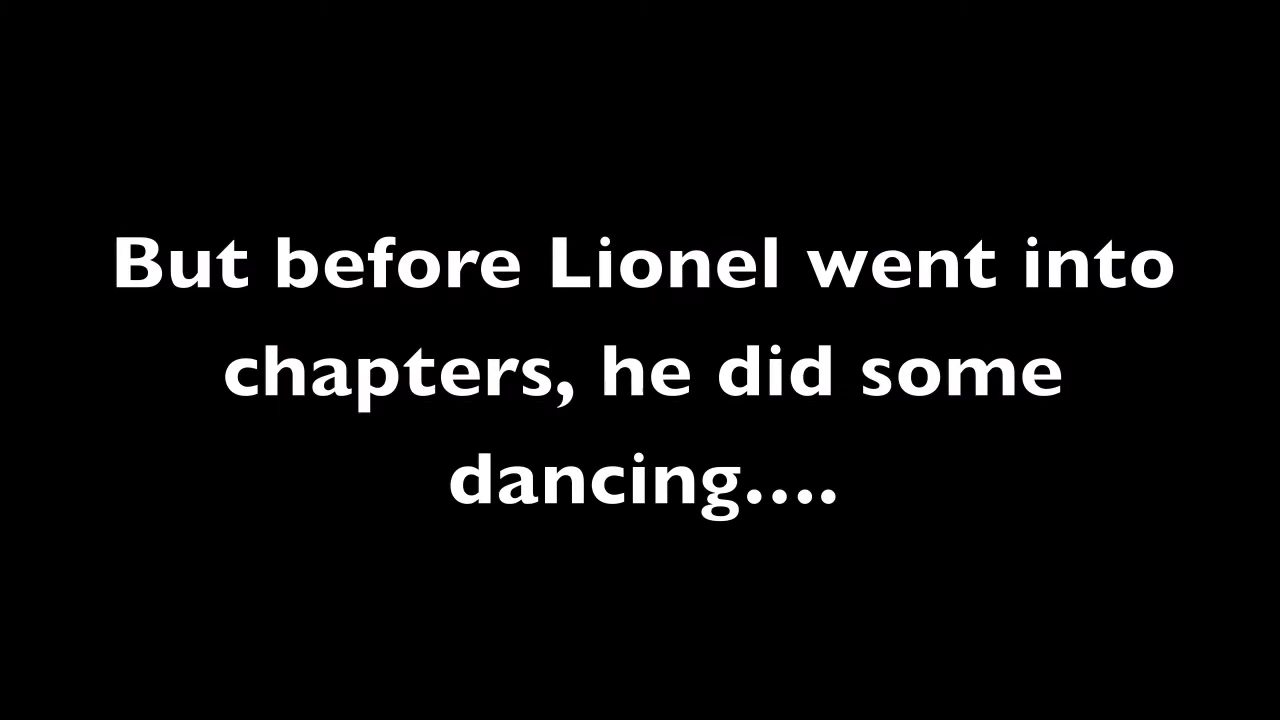 But before Lionel went into
chapters, he did some
dancing....